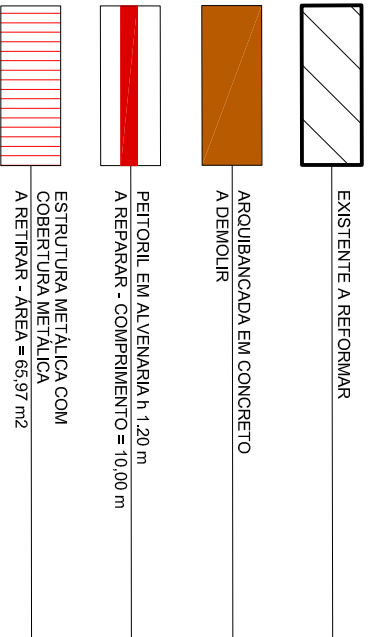 EXISTENTE A REFORMAR
ARQUIBANCADA EM CONCRETO
A DEMOLIR
PEITORIL EM ALVENARIA h 1.20 m
A REPARAR - COMPRIMENTO = 10,00 m
ESTRUTURA METÁLICA COM
COBERTURA METÁLICA
A RETIRAR - ÁREA = 65,97 m2